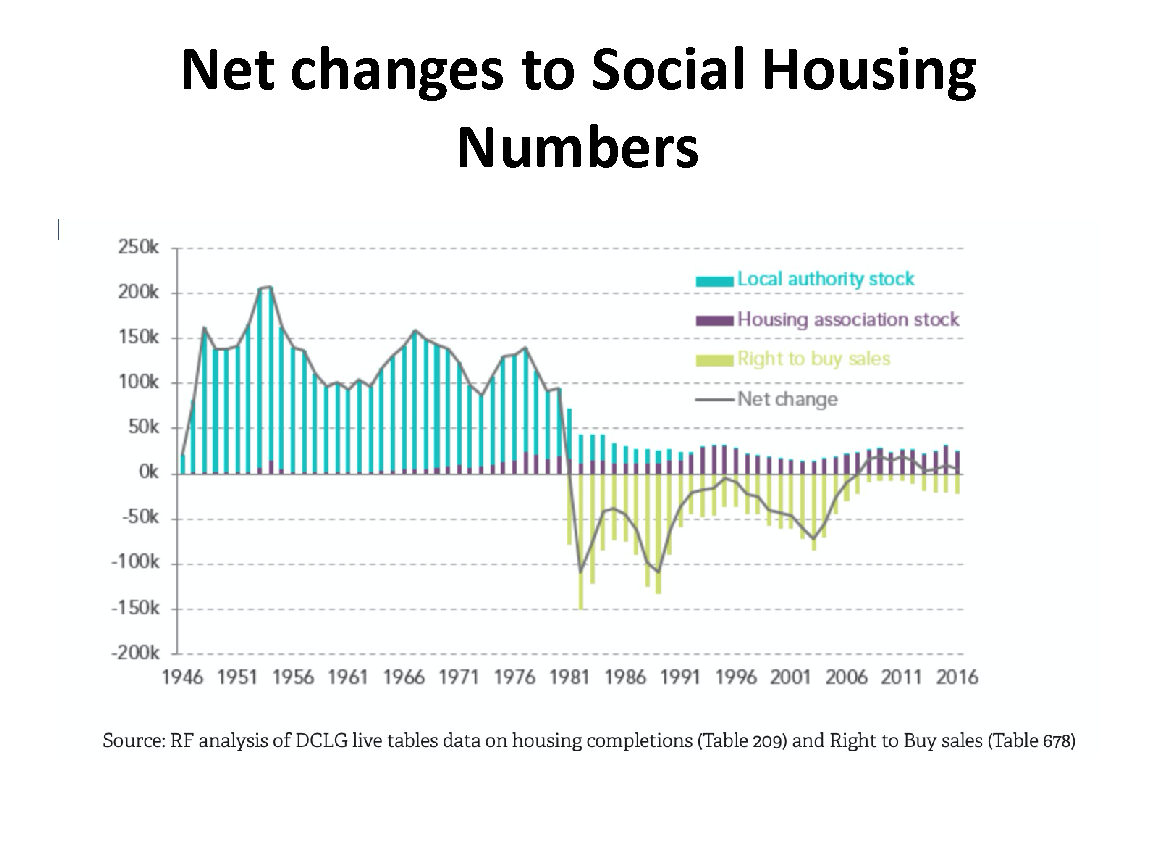 Net changes to Social Housing
Numbers
250k
200k
150k
100k
50k
0k
-50k
-100k
-150k
-200k
Local authority stock
Housing association stock
Right to buy sales
Net change
1946 1951 1956 1961 1966 1971 1976 1981 1986 1991 1996 2001 2006 2011 2016
Source: RF analysis of DCLG live tables data on housing completions (Table 209) and Right to Buy sales (Table 678)